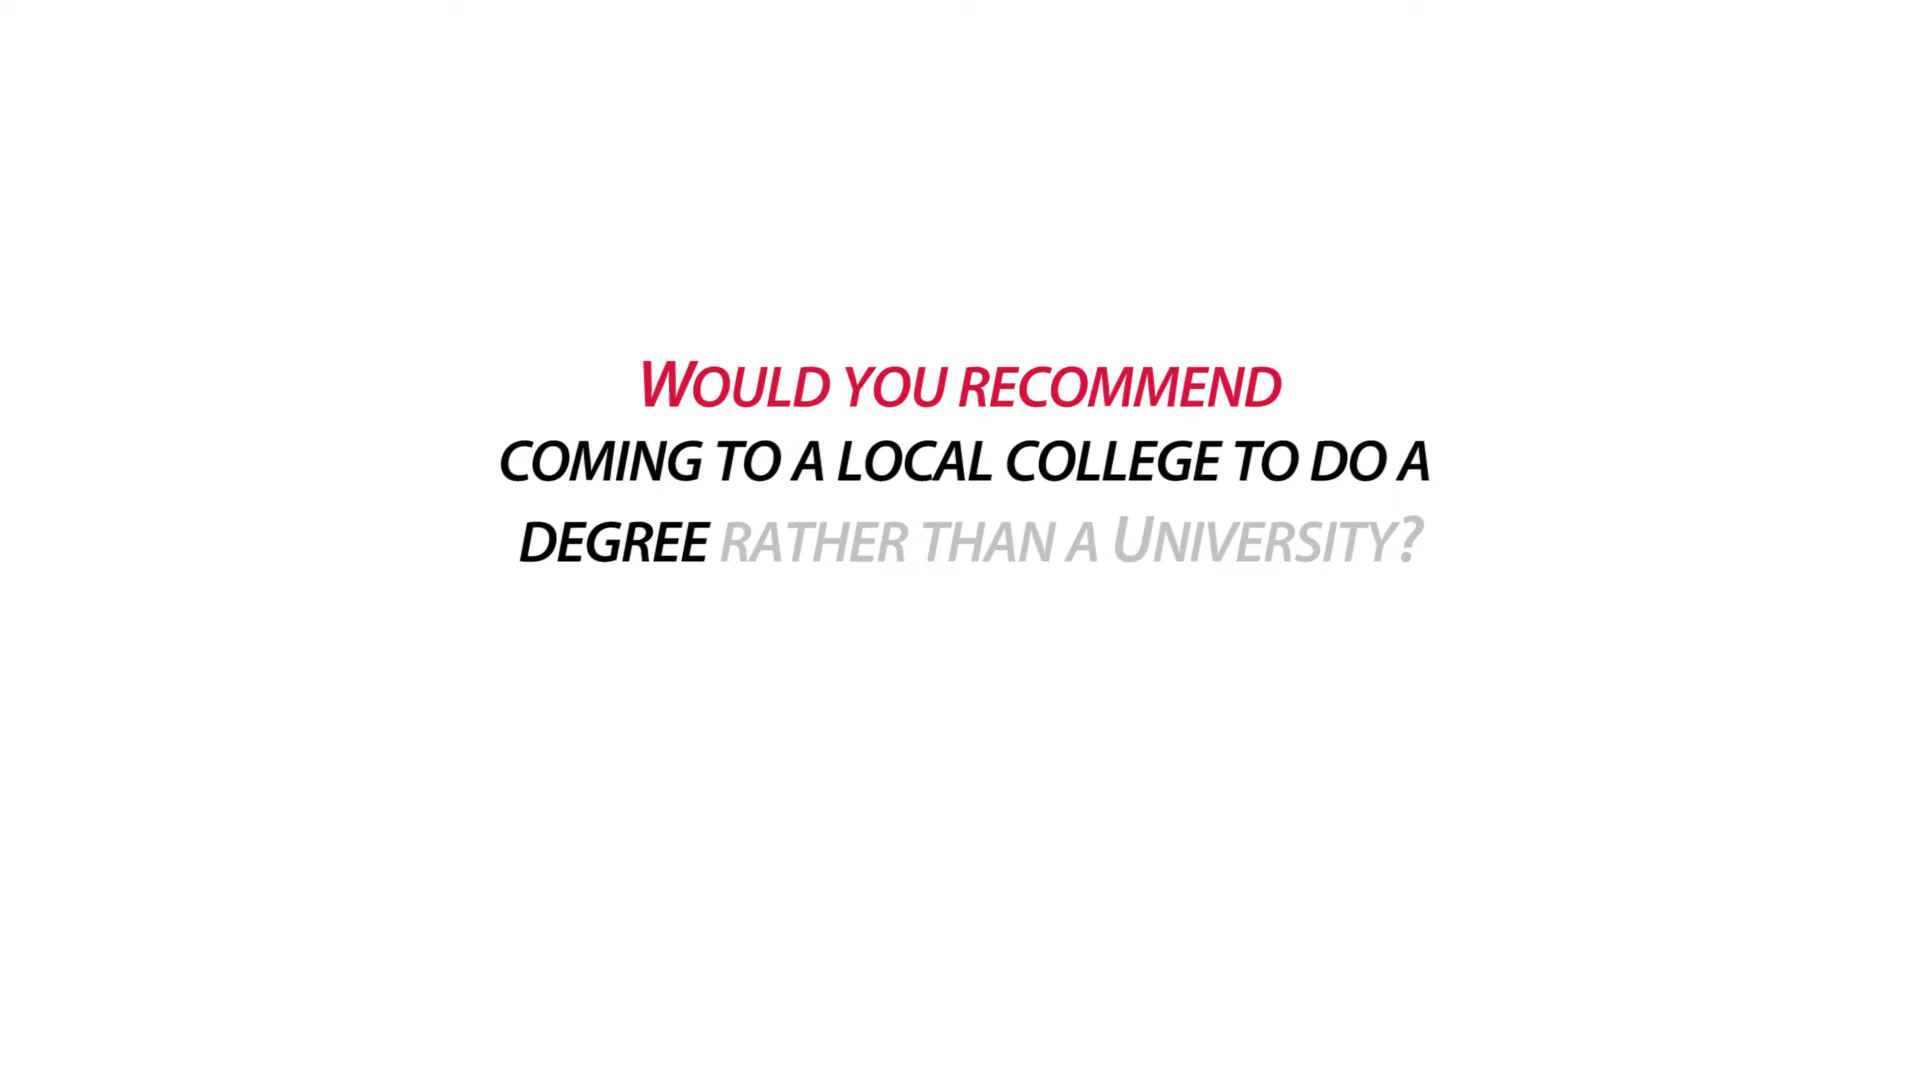 Would you recommend
coming to a local college to do a
degree rather than a University?